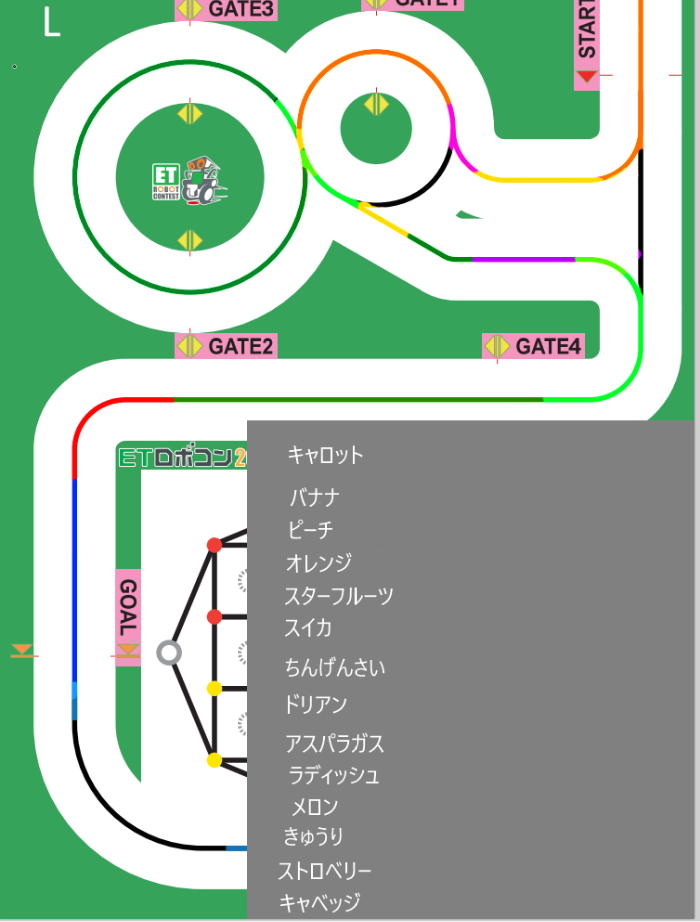 GATE3
GATE1
L
START
ET
ROBOT
CONTEST
GATE2
GATE4
ETロボコン2
GOAL
キャロット
バナナ
ピーチ
オレンジ
スターフルーツ
スイカ
ちんげんさい
ドリアン
アスパラガス
ラディッシュ
メロン
きゅうり
ストロベリー
キャベッジ